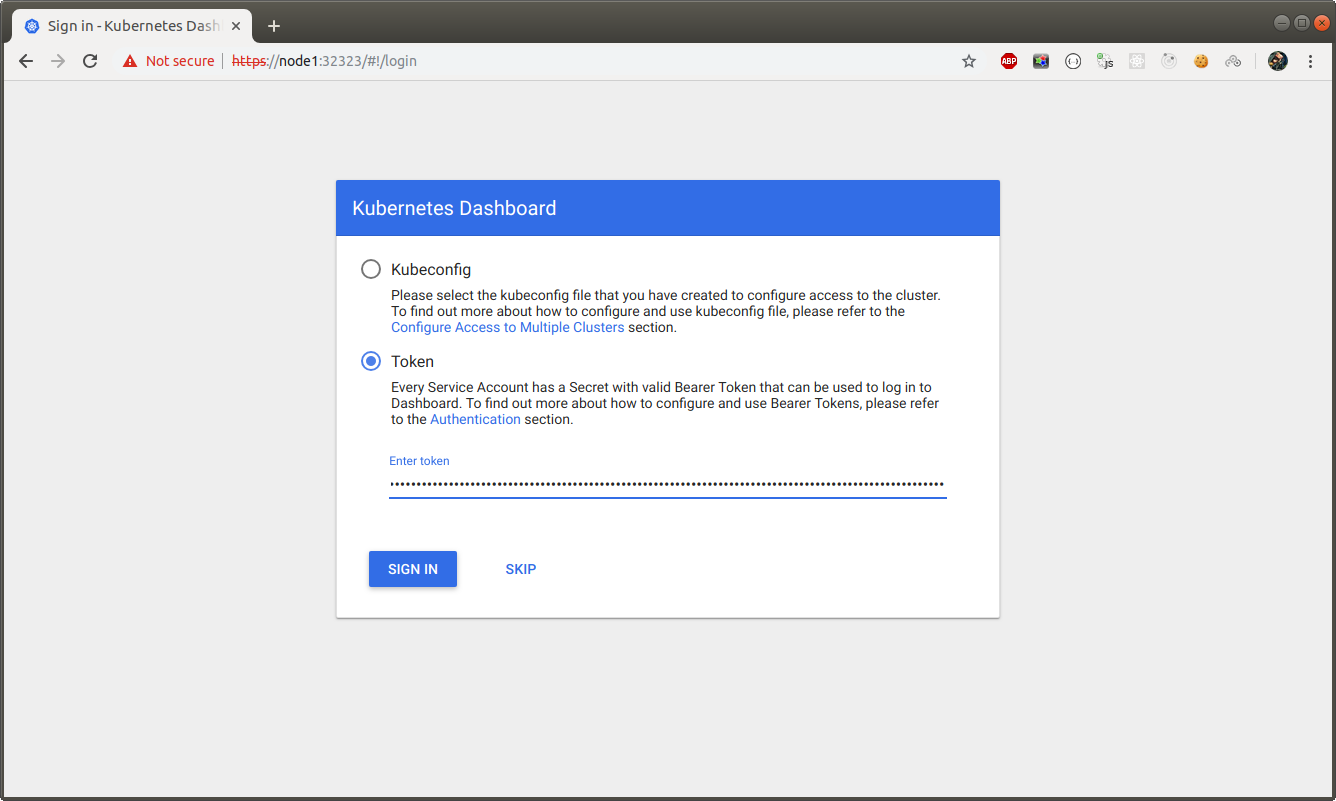 Sign in - Kubernetes Dash
Not secure https://node1:32323/#!/login
ABP
js
Kubernetes Dashboard
Kubeconfig
Please select the kubeconfig file that you have created to configure access to the cluster.
To find out more about how to configure and use kubeconfig file, please refer to the
Configure Access to Multiple Clusters section.
Token
Every Service Account has a Secret with valid Bearer Token that can be used to log in to
Dashboard. To find out more about how to configure and use Bearer Tokens, please refer
to the Authentication section.
Enter token
SIGN IN SKIP